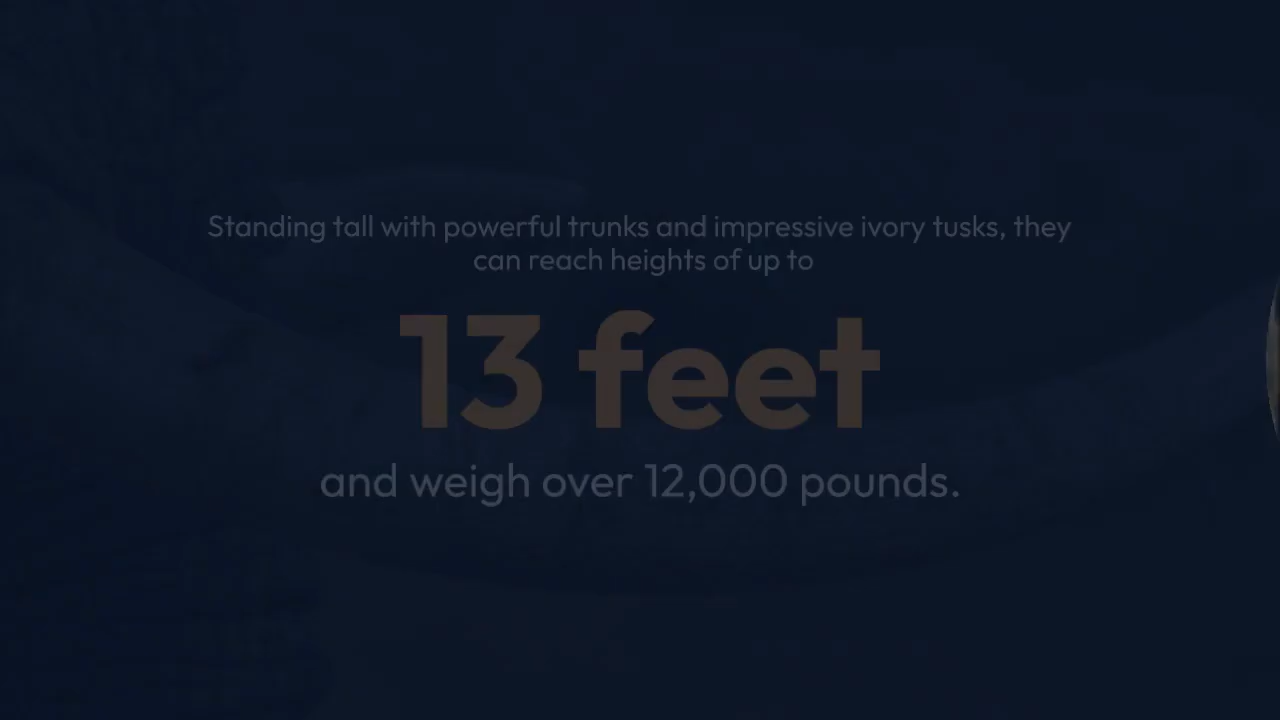 Standing tall with powerful trunks and impressive ivory tusks, they
can reach heights of up to
13 feet
and weigh over 12,000 pounds.